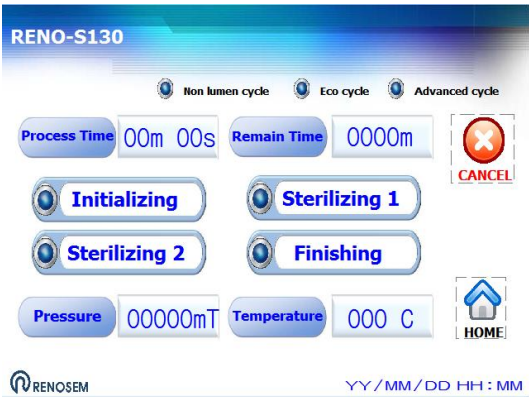 RENO-S130
Non lumen cycle Eco cycle Advanced cycle
Process Time 00m 00s Remain Time 0000m
CANCEL
Initializing Sterilizing 1
Sterilizing 2 Finishing
Pressure 00000mT Temperature 000 C
HOME
RENOSEM YY/MM/DD HH:MM